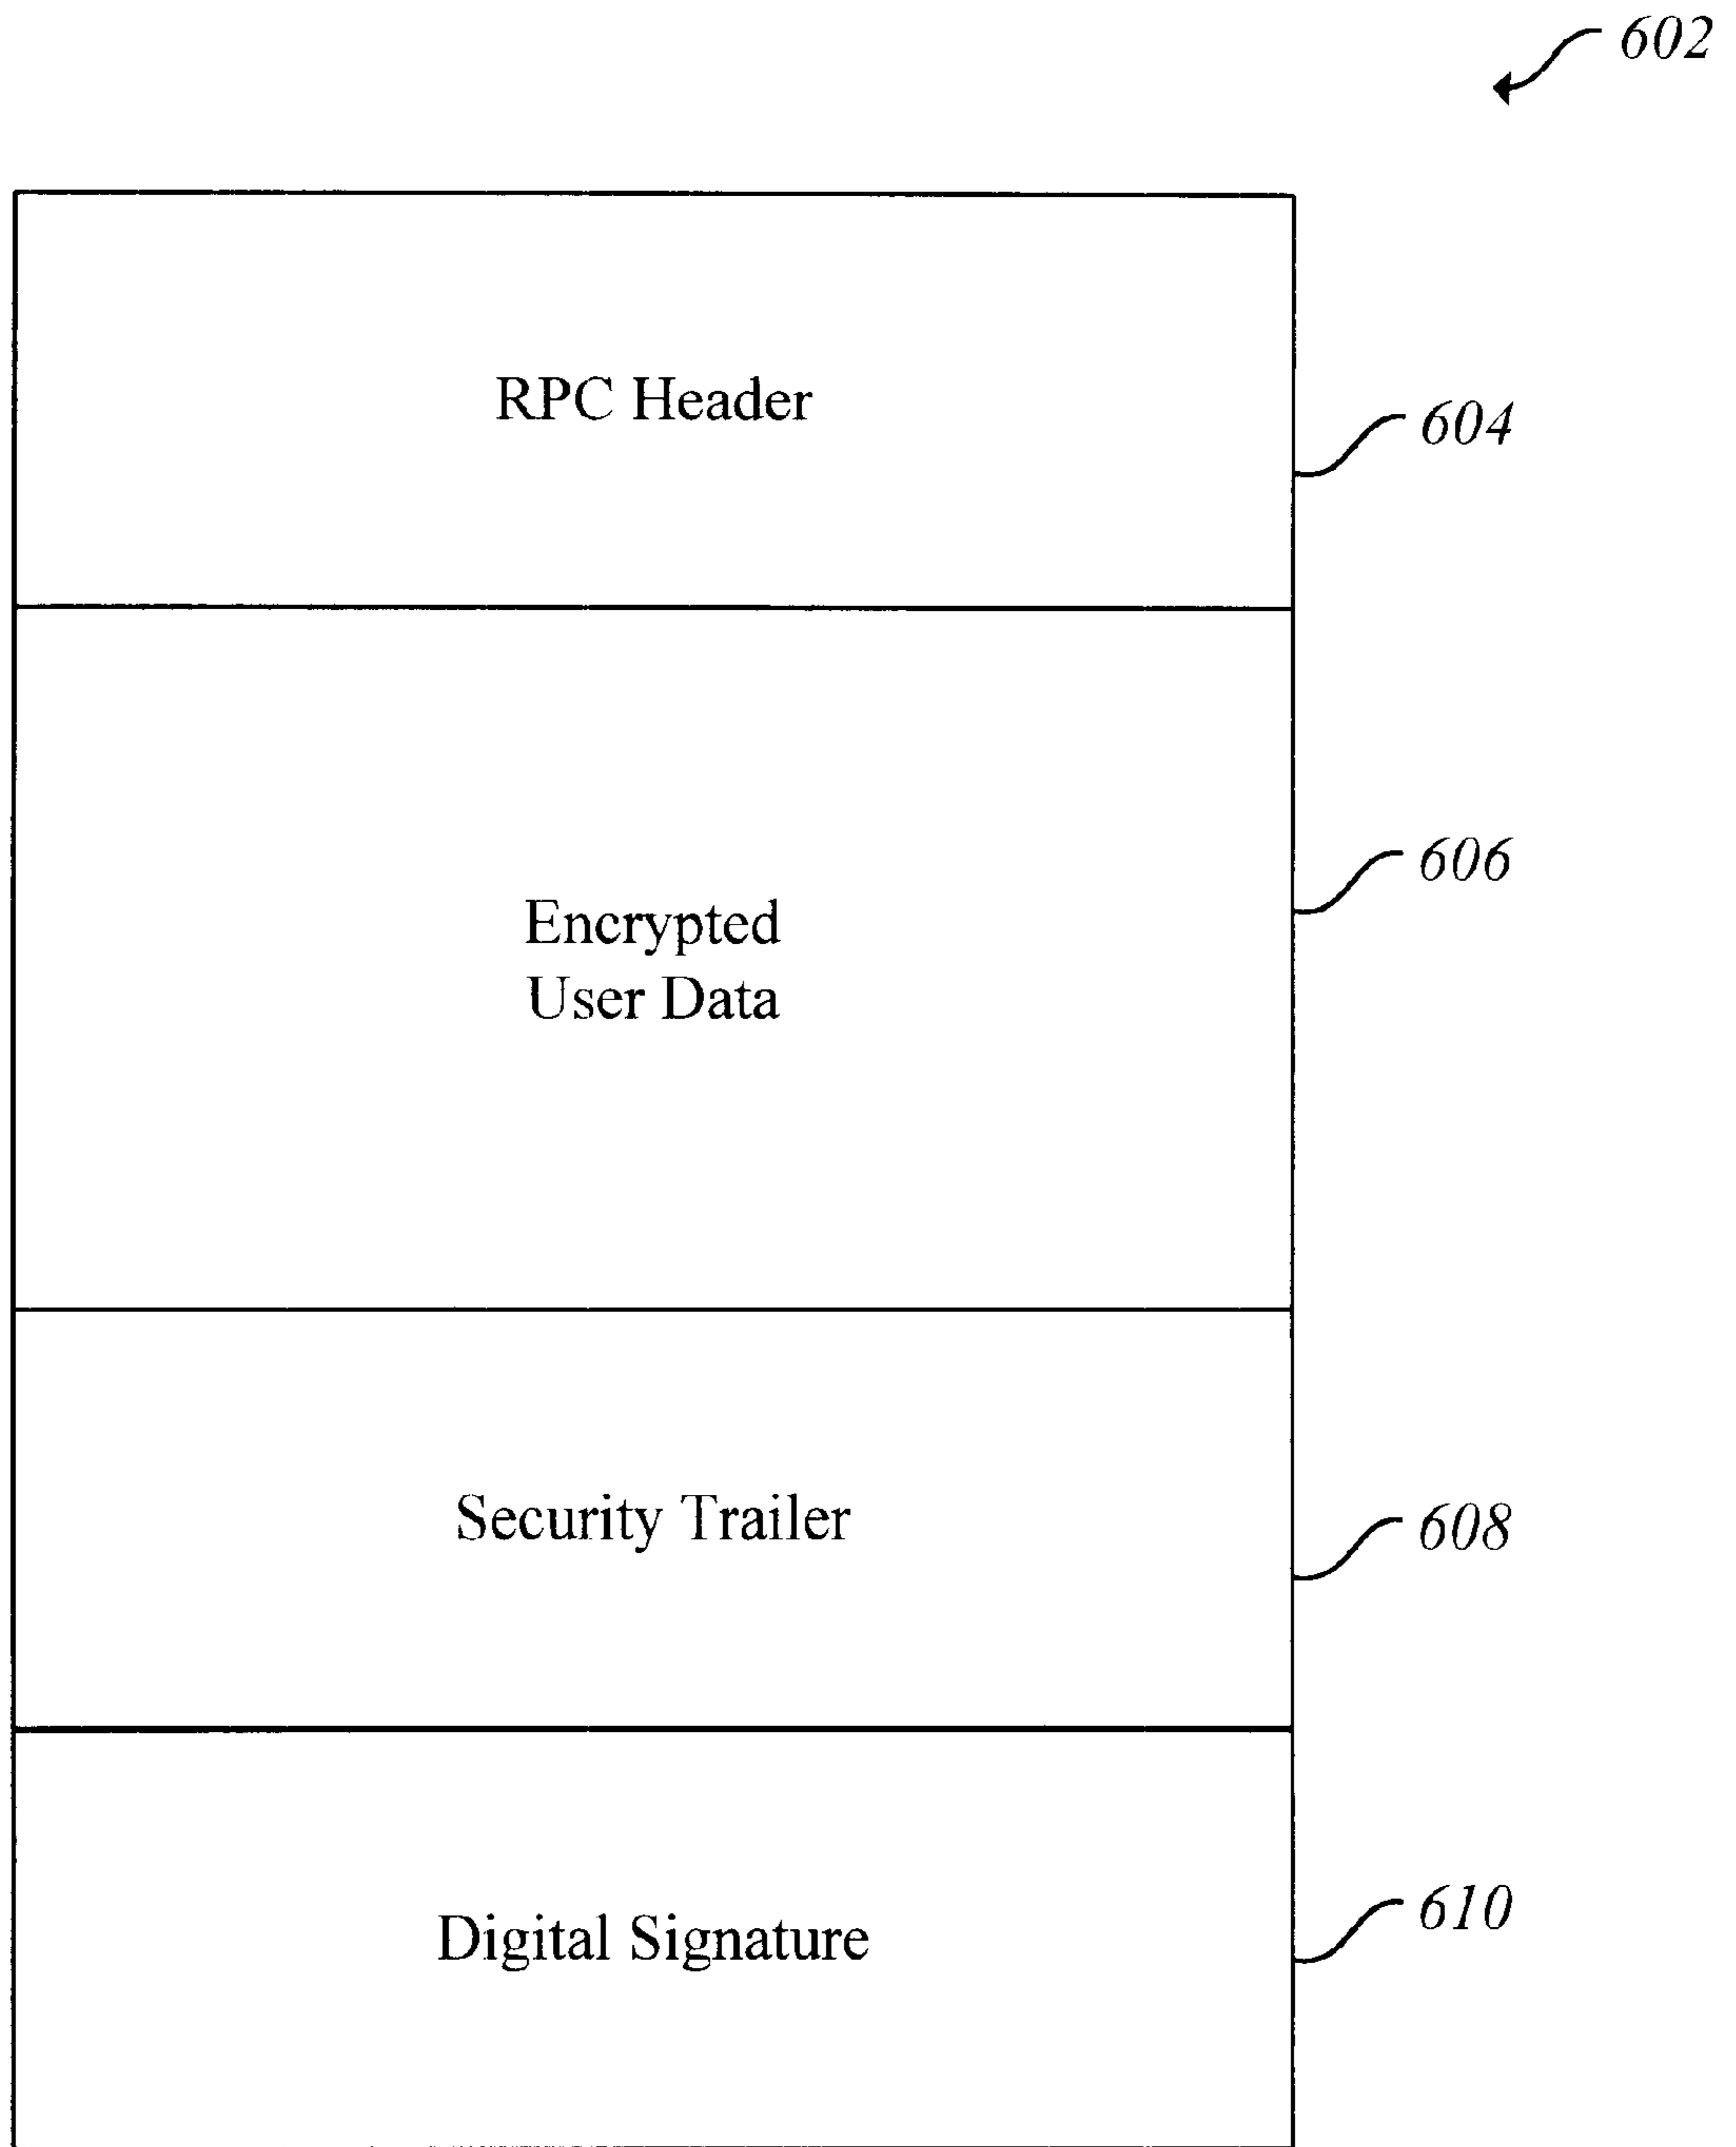 602
RPC Header
604
606
Encrypted
User Data
Security Trailer
608
610
Digital Signature